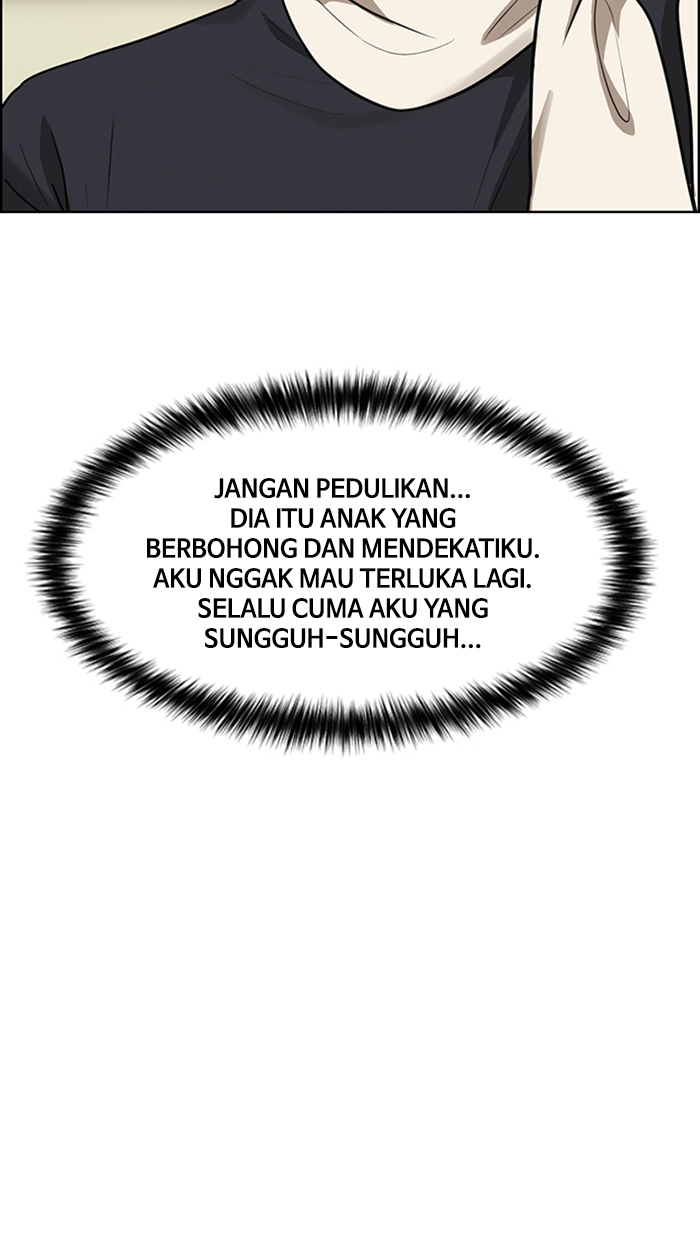 JANGAN PEDULIKAN...
DIA ITU ANAK YANG
BERBOHONG DAN MENDEKATIKU.
AKU NGGAK MAU TERLUKA LAGI.
SELALU CUMA AKU YANG
SUNGGUH-SUNGGUH...